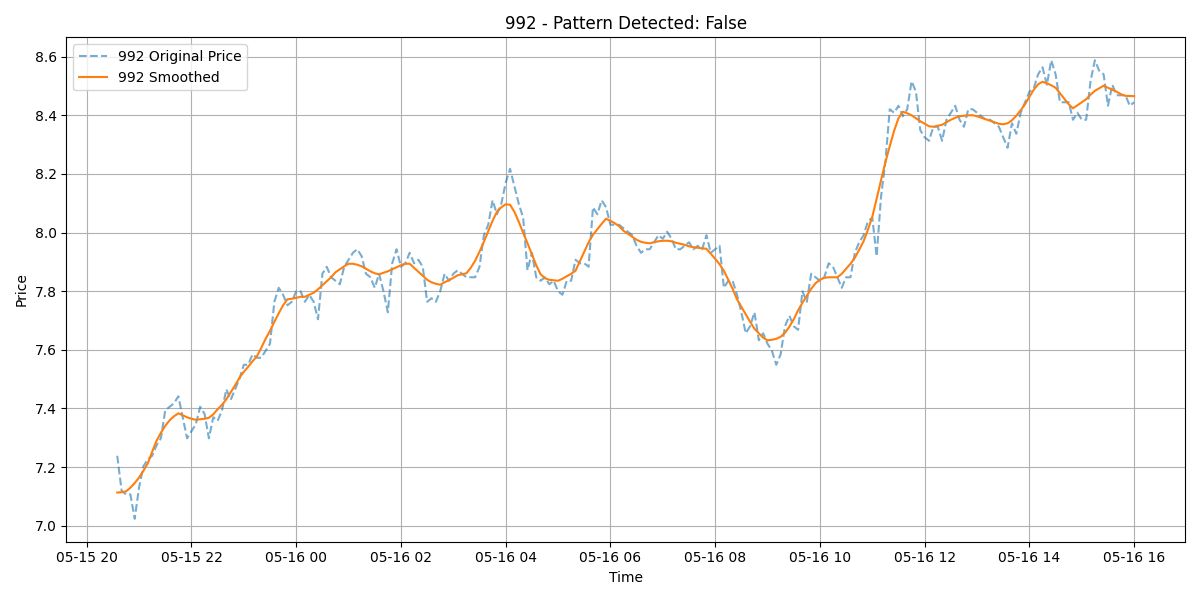 992 - Pattern Detected: False
992 Original Price
992 Smoothed
Price
8.6
8.4
8.2
8.0
7.8
7.6
7.4
7.2
7.0
05-15 20 05-15 22 05-16 00 05-16 02 05-16 04 05-16 06 05-16 08 05-16 10 05-16 12 05-16 14 05-16 16
Time